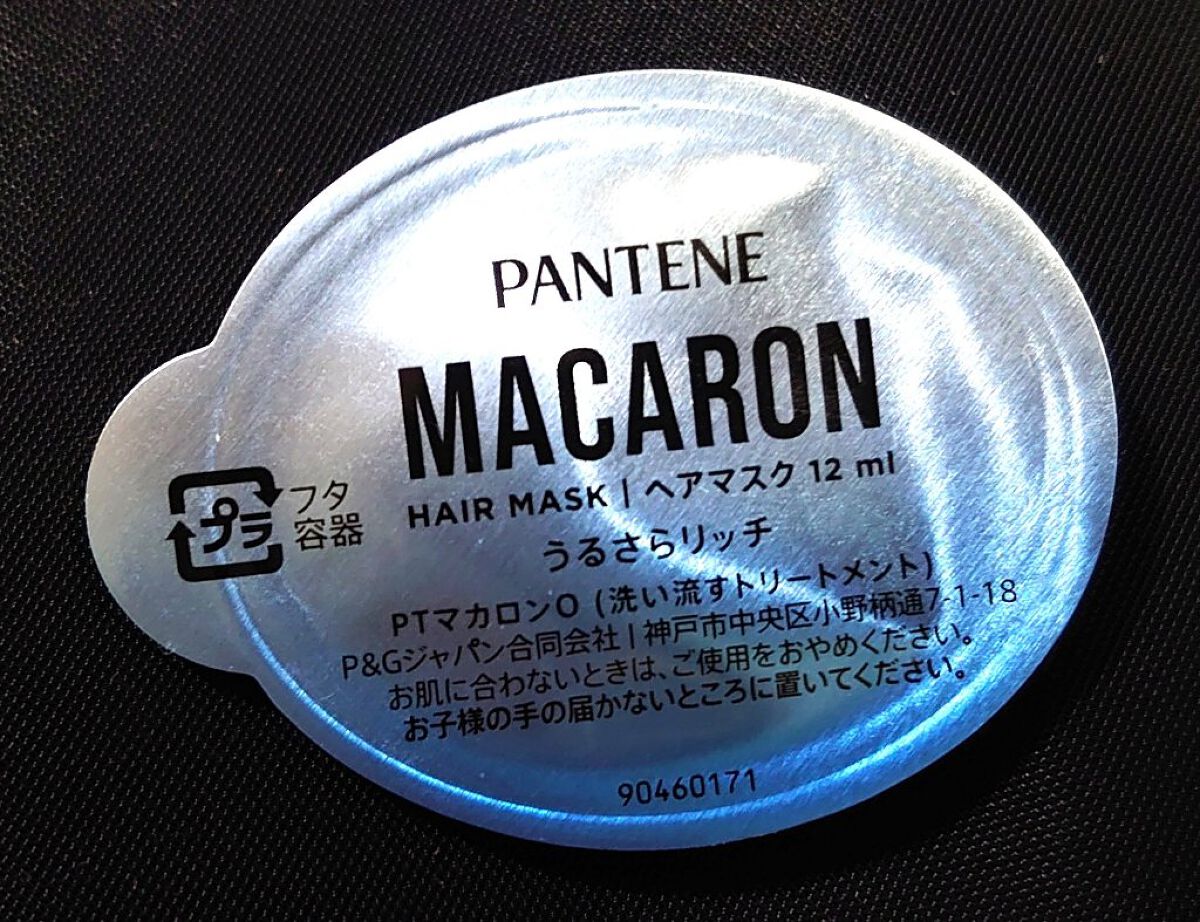 PANTENE
MACARON
HAIR MASK | ヘアマスク 12 ml
うるさらリッチ
プラ
フタ
容器
PTマカロンO (洗い流すトリートメント)
P&Gジャパン合同会社 | 神戸市中央区小野柄通7-1-18
お肌に合わないときは、ご使用をおやめください。
お子様の手の届かないところに置いてください。
90460171